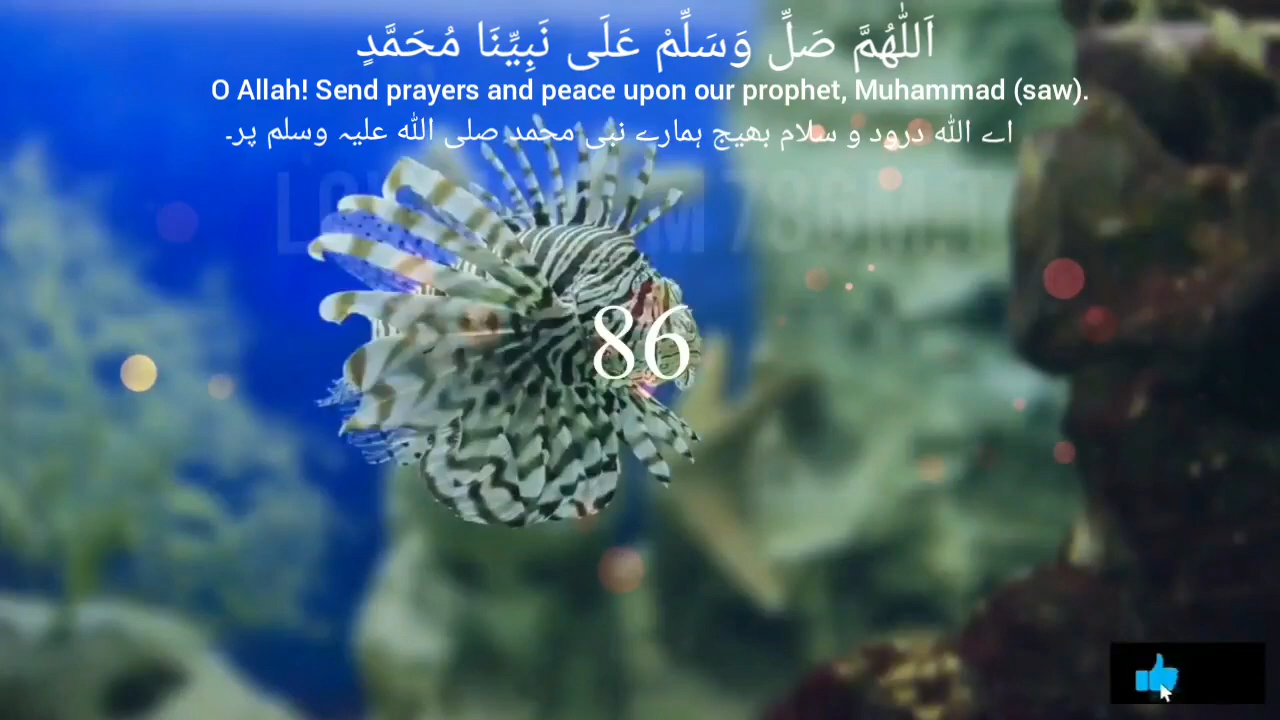 اَللّٰهُمَّ صَلِّ وَسَلِّمْ عَلَى نَبِيِّنَا مُحَمَّدٍ
O Allah! Send prayers and peace upon our prophet, Muhammad (saw).
اے اللہ درود و سلام بھیج ہمارے نبی محمد صلی اللہ علیہ وسلم پر۔
86